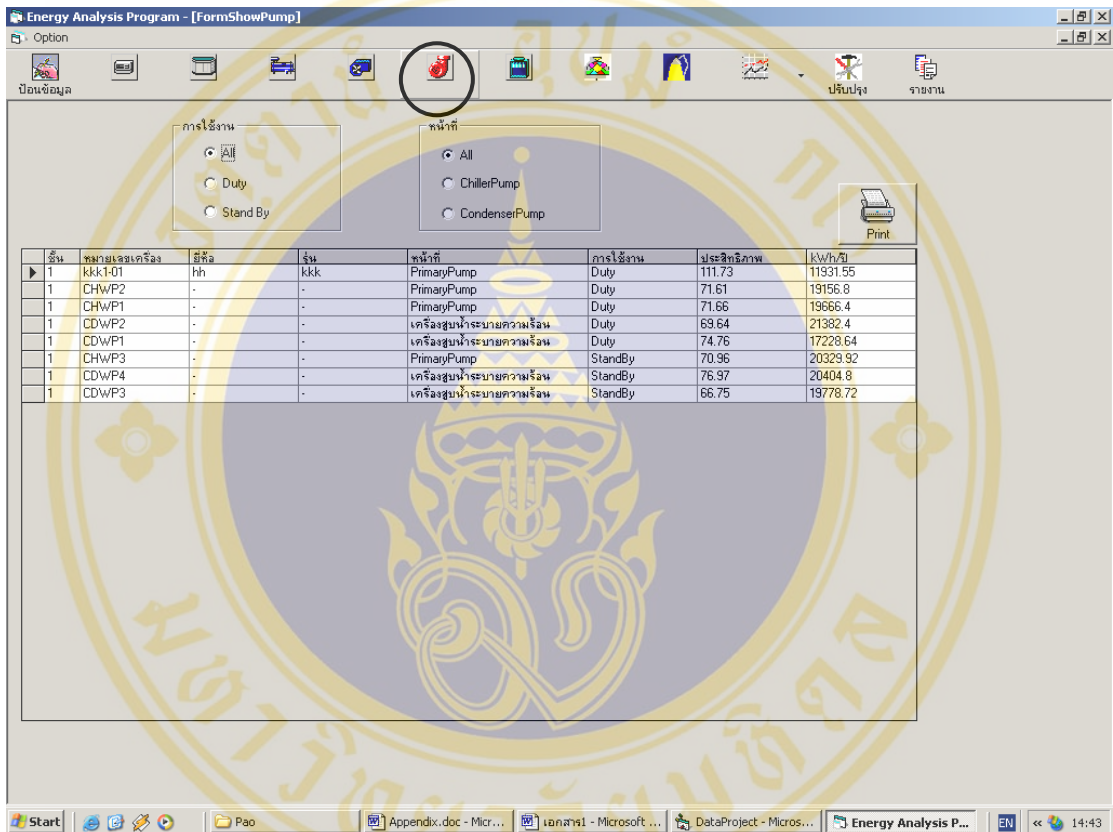 Energy Analysis Program - [FormShowPump]
Option
ป้อนข้อมูล ปรับปรุง รายงาน
การใช้งาน หน้าที่
All All
Duty ChillerPump
Stand By CondenserPump
Print
ชั้น หมายเลขเครื่อง ยี่ห้อ รุ่น หน้าที่ การใช้งาน ประสิทธิภาพ kWh/ปี
1 kkk1-01 hh kkk PrimaryPump Duty 111.73 11931.55
1 CHWP2 - - PrimaryPump Duty 71.61 19156.8
1 CHWP1 - - PrimaryPump Duty 71.66 19666.4
1 CDWP2 - - เครื่องสูบน้ำระบายความร้อน Duty 69.64 21382.4
1 CDWP1 - - เครื่องสูบน้ำระบายความร้อน Duty 74.76 17228.64
1 CHWP3 - - PrimaryPump StandBy 70.96 20329.92
1 CDWP4 - - เครื่องสูบน้ำระบายความร้อน StandBy 76.97 20404.8
1 CDWP3 - - เครื่องสูบน้ำระบายความร้อน StandBy 66.75 19778.72
มหาวิทยาลัยมหิดล
Start Pao Appendix.doc - Micr... เอกสาร1 - Microsoft ... DataProject - Micros... Energy Analysis P... EN « 14:43